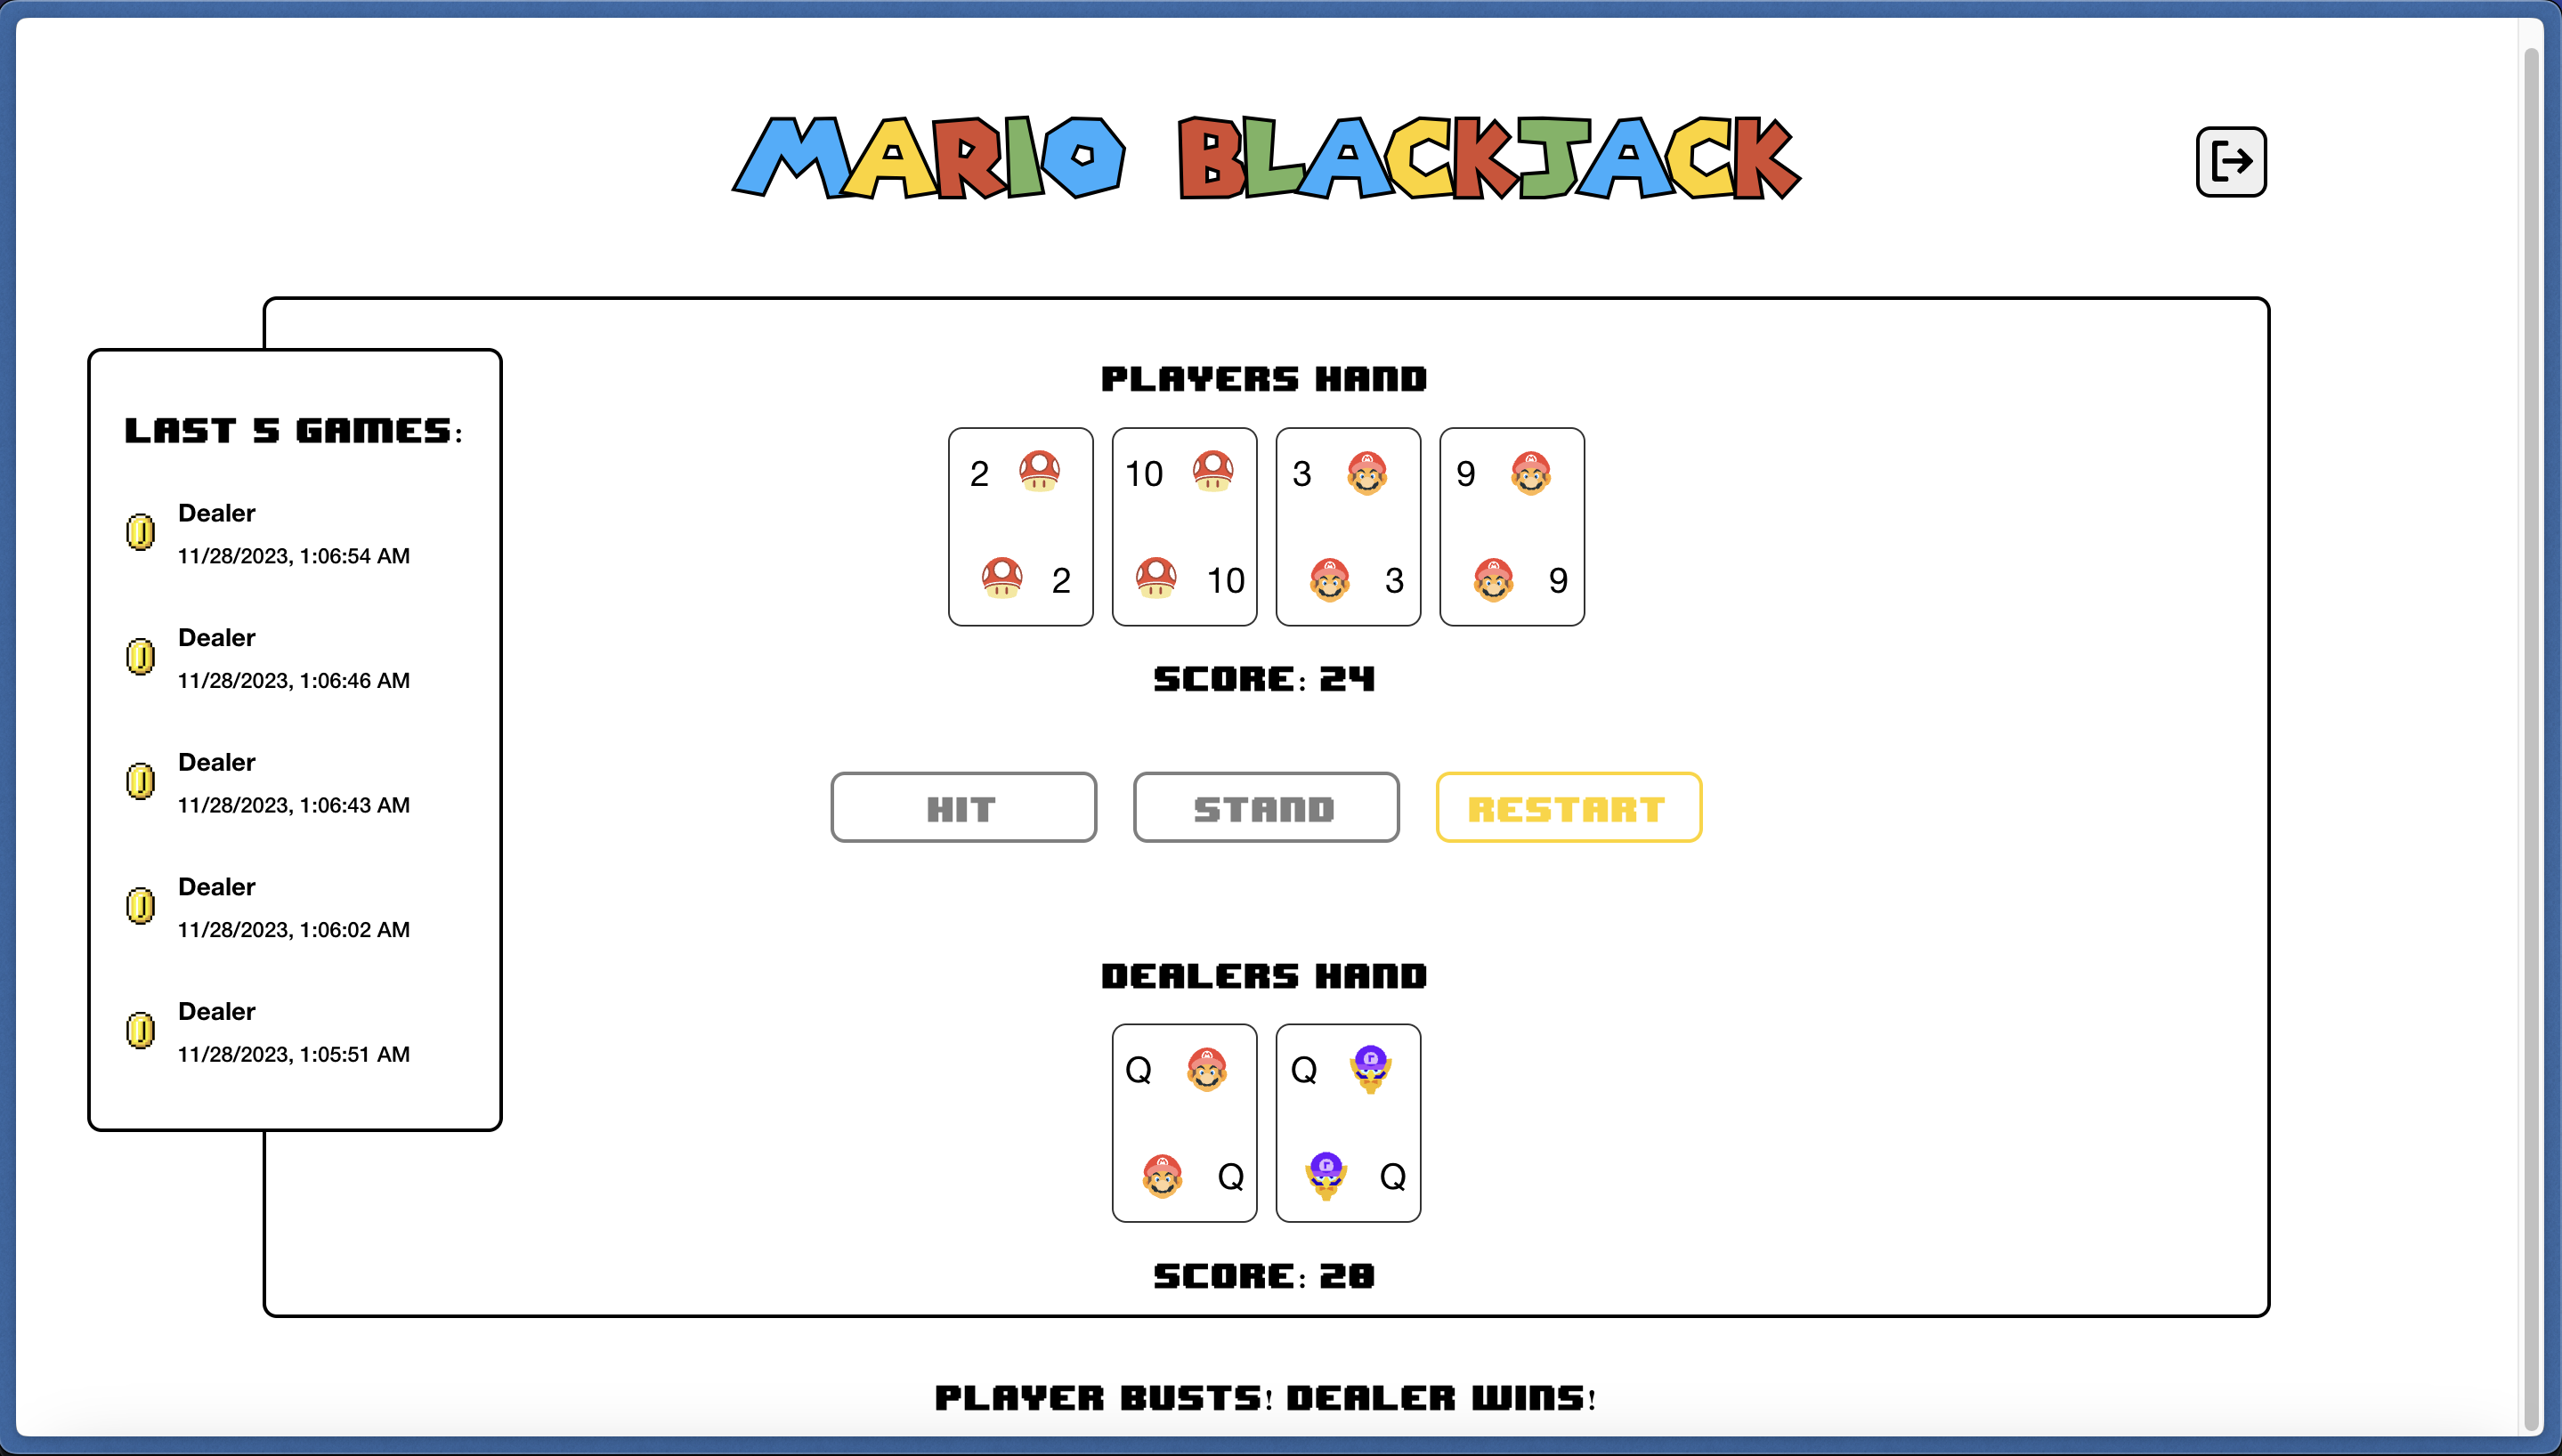 MARIO BLACKJACK
LAST 5 GAMES:
Dealer
11/28/2023, 1:06:54 AM
Dealer
11/28/2023, 1:06:46 AM
Dealer
11/28/2023, 1:06:43 AM
Dealer
11/28/2023, 1:06:02 AM
Dealer
11/28/2023, 1:05:51 AM
PLAYERS HAND
2 10 3 9
2 10 3 9
SCORE: 24
HIT STAND RESTART
DEALERS HAND
Q Q
Q Q
SCORE: 20
PLAYER BUSTS! DEALER WINS!